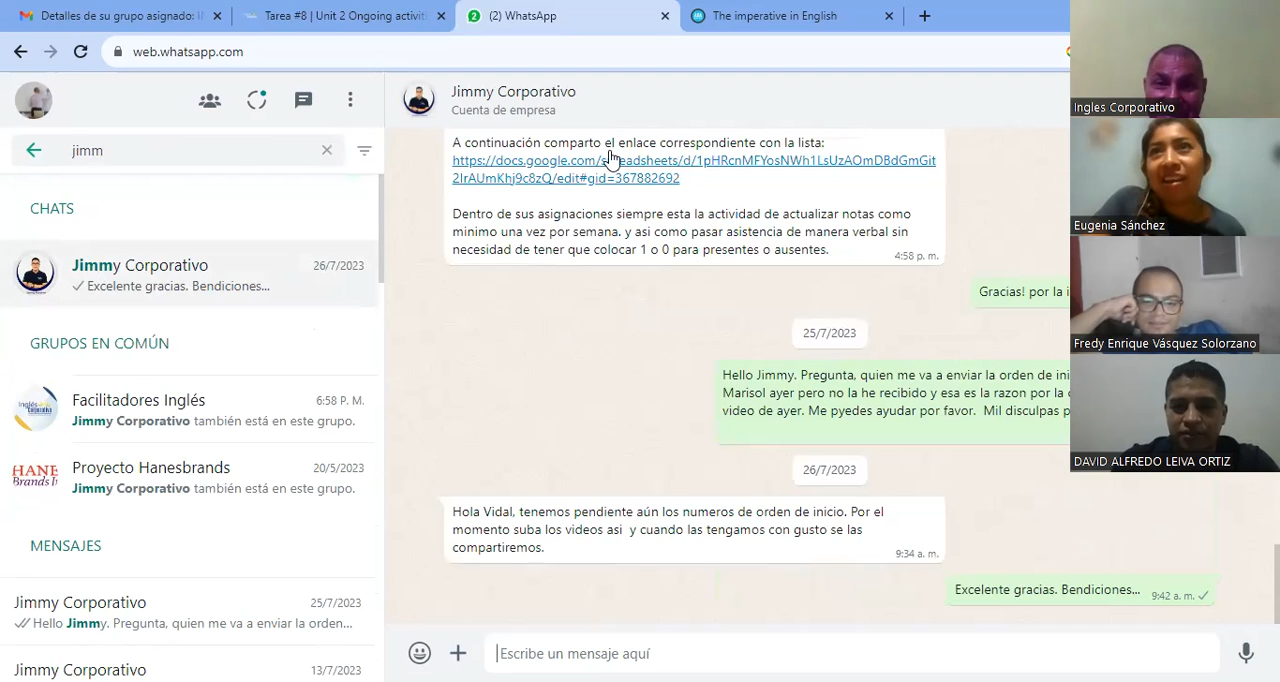 Detalles de su grupo asignado: I
Tarea #8 | Unit 2 Ongoing activit
(2) WhatsApp
The imperative in English
web.whatsapp.com
jimm
CHATS
Jimmy Corporativo
26/7/2023
Excelente gracias. Bendiciones...
GRUPOS EN COMÚN
Facilitadores Inglés
6:58 P. M.
Jimmy Corporativo también está en este grupo.
Proyecto Hanesbrands
20/5/2023
Jimmy Corporativo también está en este grupo.
MENSAJES
Jimmy Corporativo
25/7/2023
Hello Jimmy. Pregunta, quien me va a enviar la orden...
Jimmy Corporativo
13/7/2023
Jimmy Corporativo
Cuenta de empresa
A continuación comparto el enlace correspondiente con la lista:
Dentro de sus asignaciones siempre esta la actividad de actualizar notas como
minimo una vez por semana. y asi como pasar asistencia de manera verbal sin
necesidad de tener que colocar 1 o 0 para presentes o ausentes.
4:58 p. m.
Gracias! por la i
25/7/2023
Hello Jimmy. Pregunta, quien me va a enviar la orden de ini
Marisol ayer pero no la he recibido y esa es la razon por la
video de ayer. Me pyedes ayudar por favor. Mil disculpas p
26/7/2023
Hola Vidal, tenemos pendiente aún los numeros de orden de inicio. Por el
momento suba los videos asi y cuando las tengamos con gusto se las
compartiremos.
9:34 a. m.
Excelente gracias. Bendiciones...
9:42 a. m.
Escribe un mensaje aquí
Ingles Corporativo
Eugenia Sánchez
Fredy Enrique Vásquez Solorzano
DAVID ALFREDO LEIVA ORTIZ